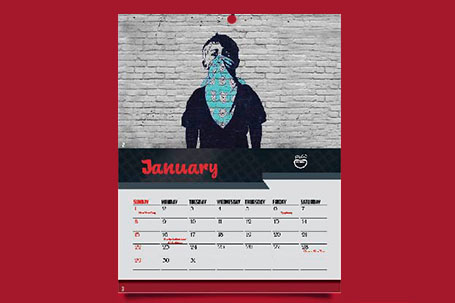 January
SUNDAY MONDAY TUESDAY WEDNESDAY THURSDAY FRIDAY SATURDAY
1 2 3 4 5 6 7
8 9 10 11 12 13 14
15 16 17 18 19 20 21
22 23 24 25 26 27 28
29 30 31